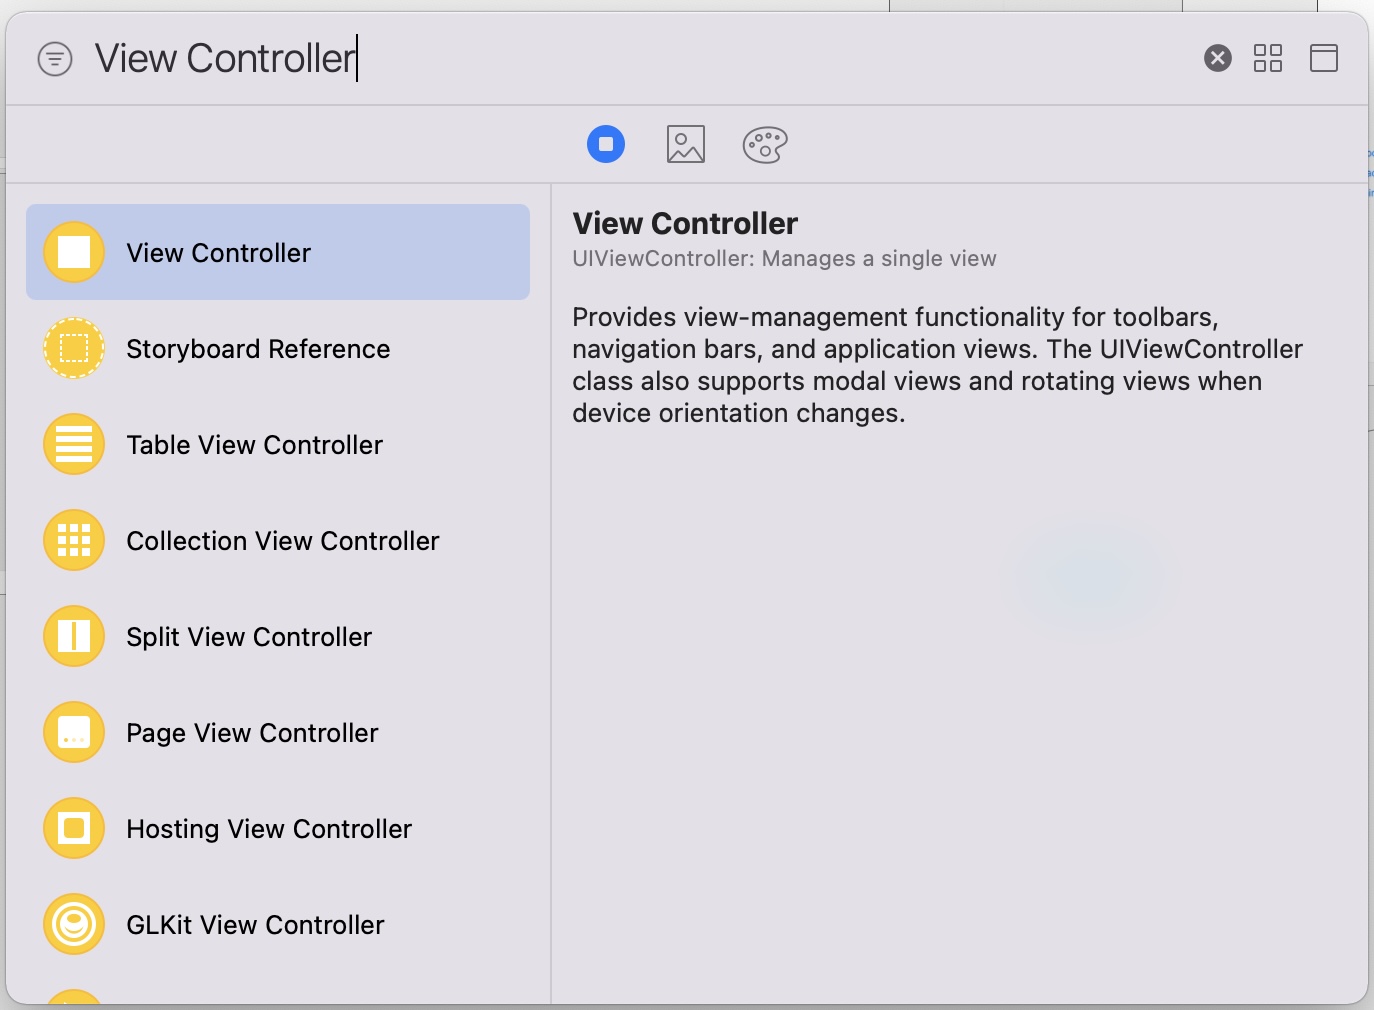 View Controller
View Controller
Storyboard Reference
Table View Controller
Collection View Controller
Split View Controller
Page View Controller
Hosting View Controller
GLKit View Controller
View Controller
UIViewController: Manages a single view
Provides view-management functionality for toolbars,
navigation bars, and application views. The UIViewController
class also supports modal views and rotating views when
device orientation changes.